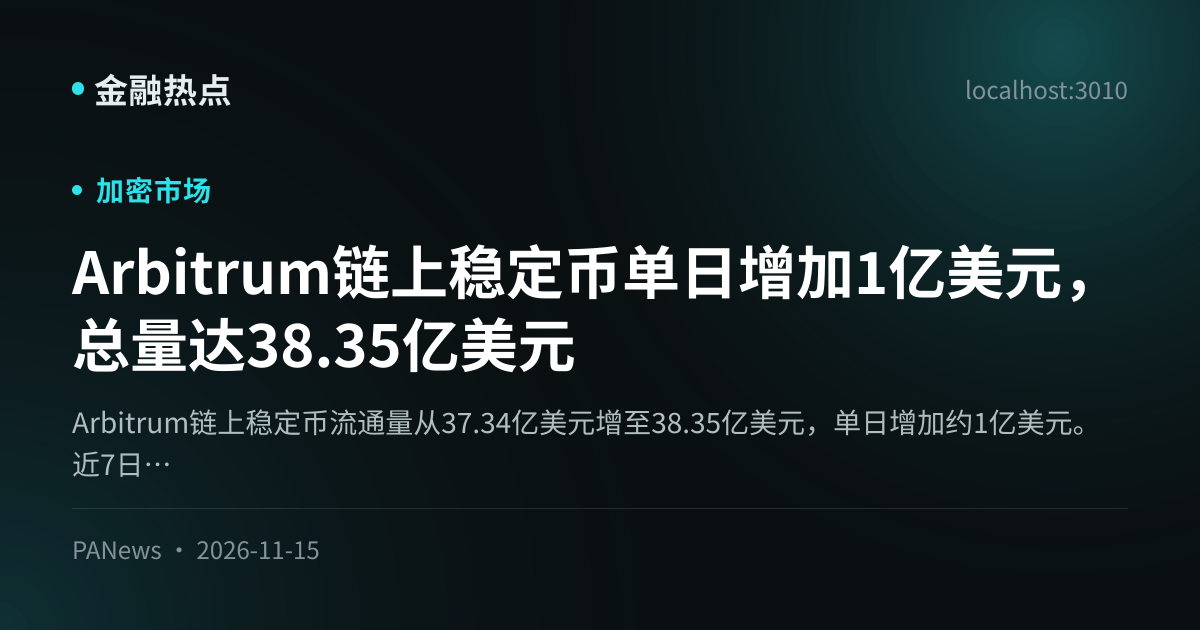 金融热点
localhost:3010
加密市场
Arbitrum链上稳定币单日增加1亿美元，
总量达38.35亿美元
Arbitrum链上稳定币流通量从37.34亿美元增至38.35亿美元，单日增加约1亿美元。
近7日…
PANews • 2026-11-15